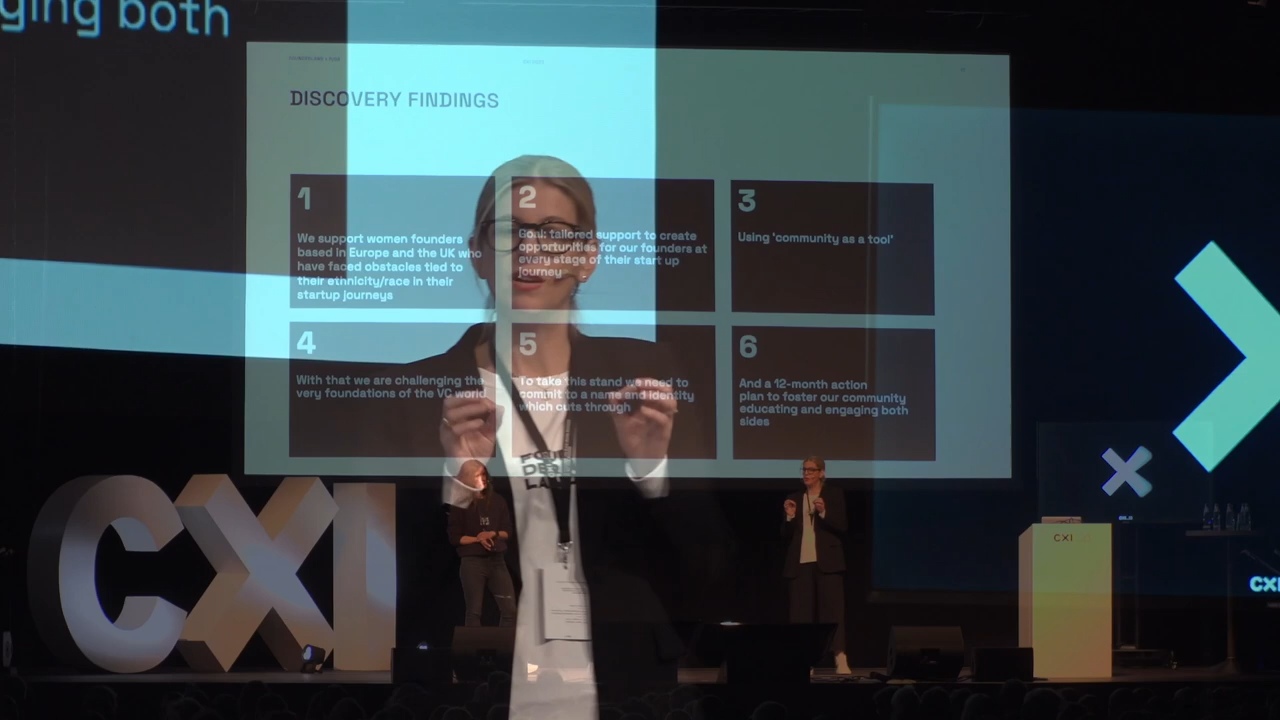 ging both
DISCOVERY FINDINGS
1
We support women founders
based in Europe and the UK who
have faced obstacles tied to
their ethnicity/race in their
startup journeys
2
Goal: tailored support to create
opportunities for our founders at
every stage of their start up
journey
3
Using 'community as a tool'
4
With that we are challenging the
very foundations of the VC world
5
To take this stand we need to
commit to a name and identity
which cuts through
6
And a 12-month action
plan to foster our community
educating and engaging both
sides
CXI
CXI
CXI